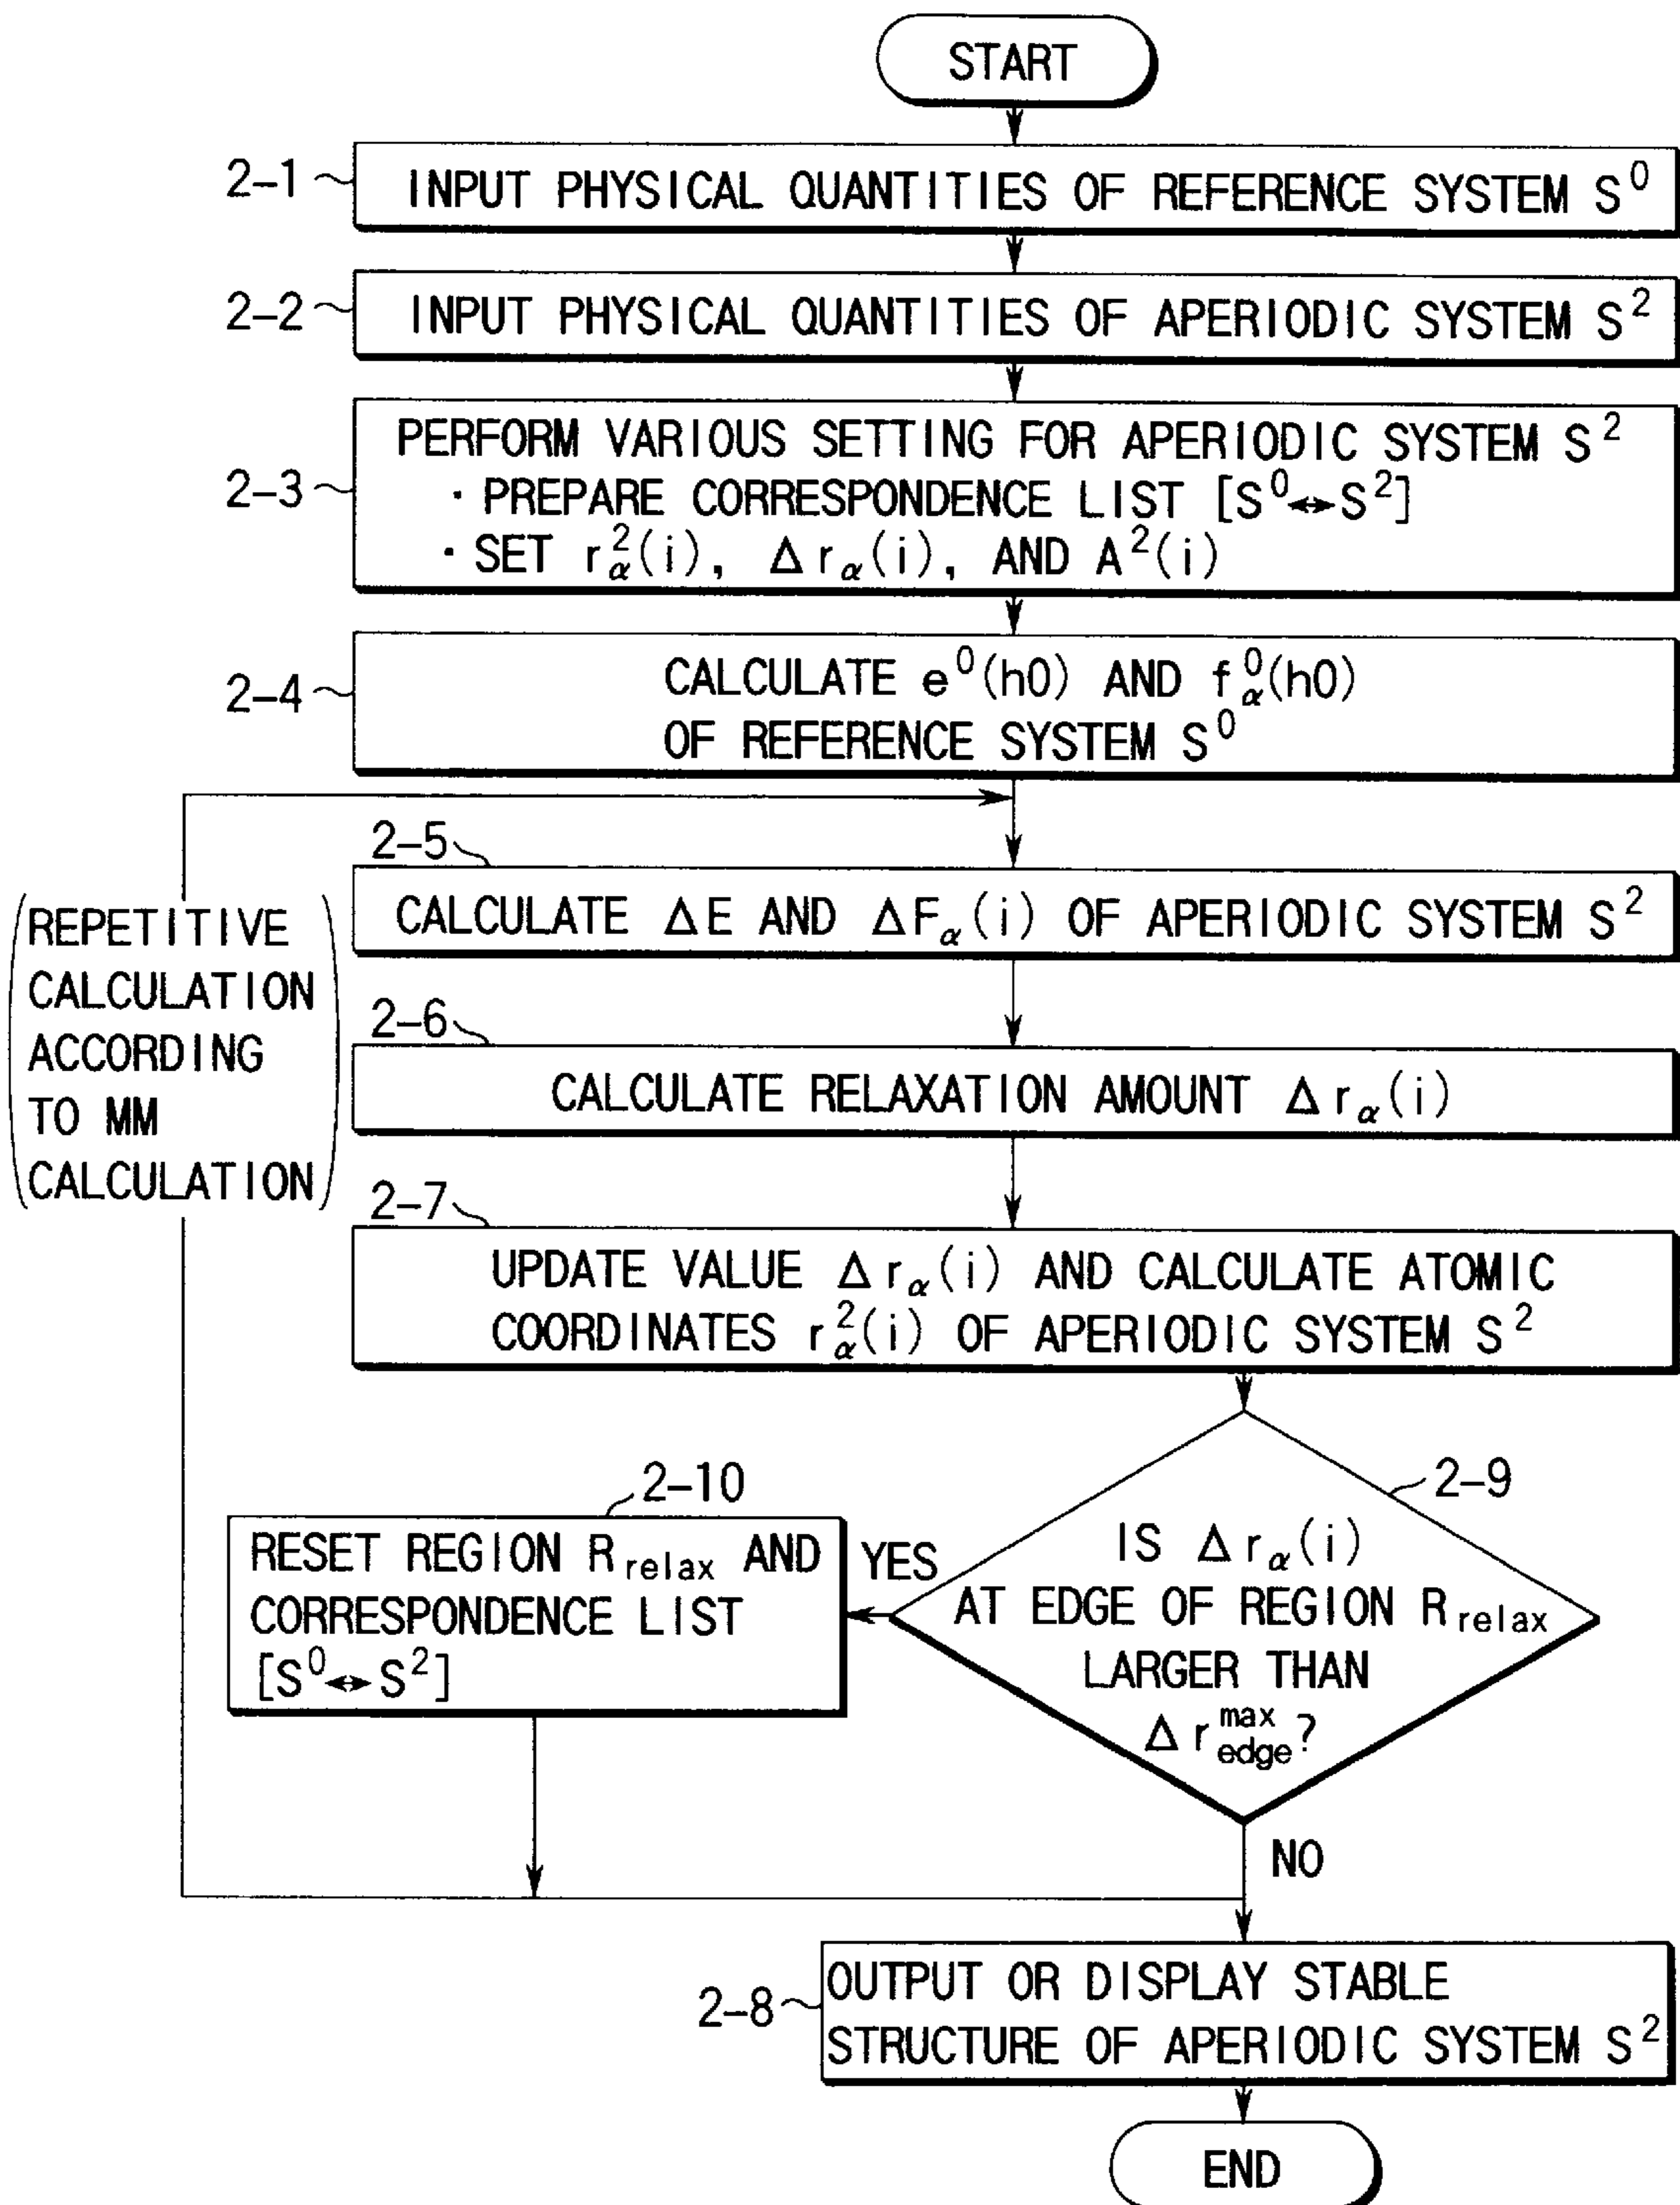 START
2-1
INPUT PHYSICAL QUANTITIES OF REFERENCE SYSTEM S⁰
2-2
INPUT PHYSICAL QUANTITIES OF APERIODIC SYSTEM S²
2-3
PERFORM VARIOUS SETTING FOR APERIODIC SYSTEM S²
· PREPARE CORRESPONDENCE LIST [S⁰↔S²]
· SET r²α(i), Δrα(i), AND A²(i)
2-4
CALCULATE e⁰(h0) AND f⁰α(h0)
OF REFERENCE SYSTEM S⁰
2-5
CALCULATE ΔE AND ΔFα(i) OF APERIODIC SYSTEM S²
(REPETITIVE
CALCULATION
ACCORDING
TO MM
CALCULATION)
2-6
CALCULATE RELAXATION AMOUNT Δrα(i)
2-7
UPDATE VALUE Δrα(i) AND CALCULATE ATOMIC
COORDINATES r²α(i) OF APERIODIC SYSTEM S²
2-9
IS Δrα(i)
AT EDGE OF REGION Rrelax
LARGER THAN
Δr max edge?
YES
2-10
RESET REGION Rrelax AND
CORRESPONDENCE LIST
[S⁰↔S²]
NO
2-8
OUTPUT OR DISPLAY STABLE
STRUCTURE OF APERIODIC SYSTEM S²
END